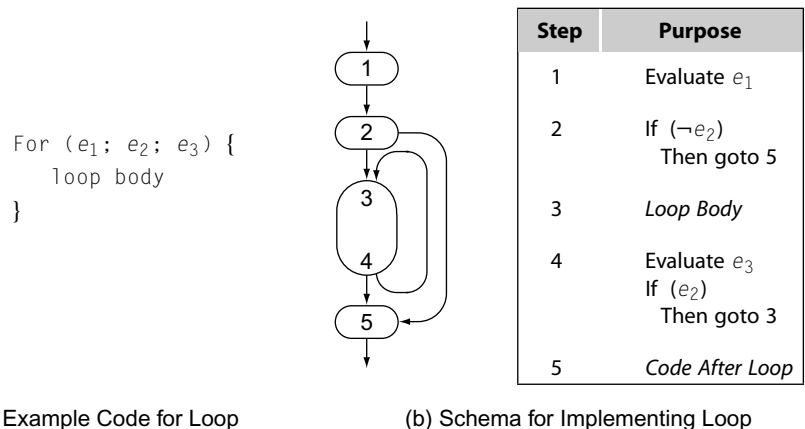 For (e₁; e₂; e₃) {
loop body
}
1
2
3
4
5
Step Purpose
1 Evaluate e₁
2 If (¬e₂)
Then goto 5
3 Loop Body
4 Evaluate e₃
If (e₂)
Then goto 3
5 Code After Loop
Example Code for Loop
(b) Schema for Implementing Loop